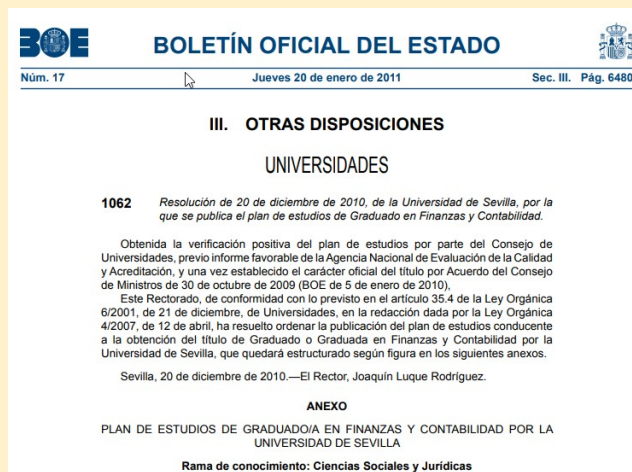 BOE
BOLETÍN OFICIAL DEL ESTADO
Núm. 17 Jueves 20 de enero de 2011 Sec. III. Pág. 6480
III. OTRAS DISPOSICIONES
UNIVERSIDADES
1062 Resolución de 20 de diciembre de 2010, de la Universidad de Sevilla, por la
que se publica el plan de estudios de Graduado en Finanzas y Contabilidad.
Obtenida la verificación positiva del plan de estudios por parte del Consejo de
Universidades, previo informe favorable de la Agencia Nacional de Evaluación de la Calidad
y Acreditación, y una vez establecido el carácter oficial del título por Acuerdo del Consejo
de Ministros de 30 de octubre de 2009 (BOE de 5 de enero de 2010),
Este Rectorado, de conformidad con lo previsto en el artículo 35.4 de la Ley Orgánica
6/2001, de 21 de diciembre, de Universidades, en la redacción dada por la Ley Orgánica
4/2007, de 12 de abril, ha resuelto ordenar la publicación del plan de estudios conducente
a la obtención del título de Graduado o Graduada en Finanzas y Contabilidad por la
Universidad de Sevilla, que quedará estructurado según figura en los siguientes anexos.
Sevilla, 20 de diciembre de 2010.—El Rector, Joaquín Luque Rodríguez.
ANEXO
PLAN DE ESTUDIOS DE GRADUADO/A EN FINANZAS Y CONTABILIDAD POR LA
UNIVERSIDAD DE SEVILLA
Rama de conocimiento: Ciencias Sociales y Jurídicas